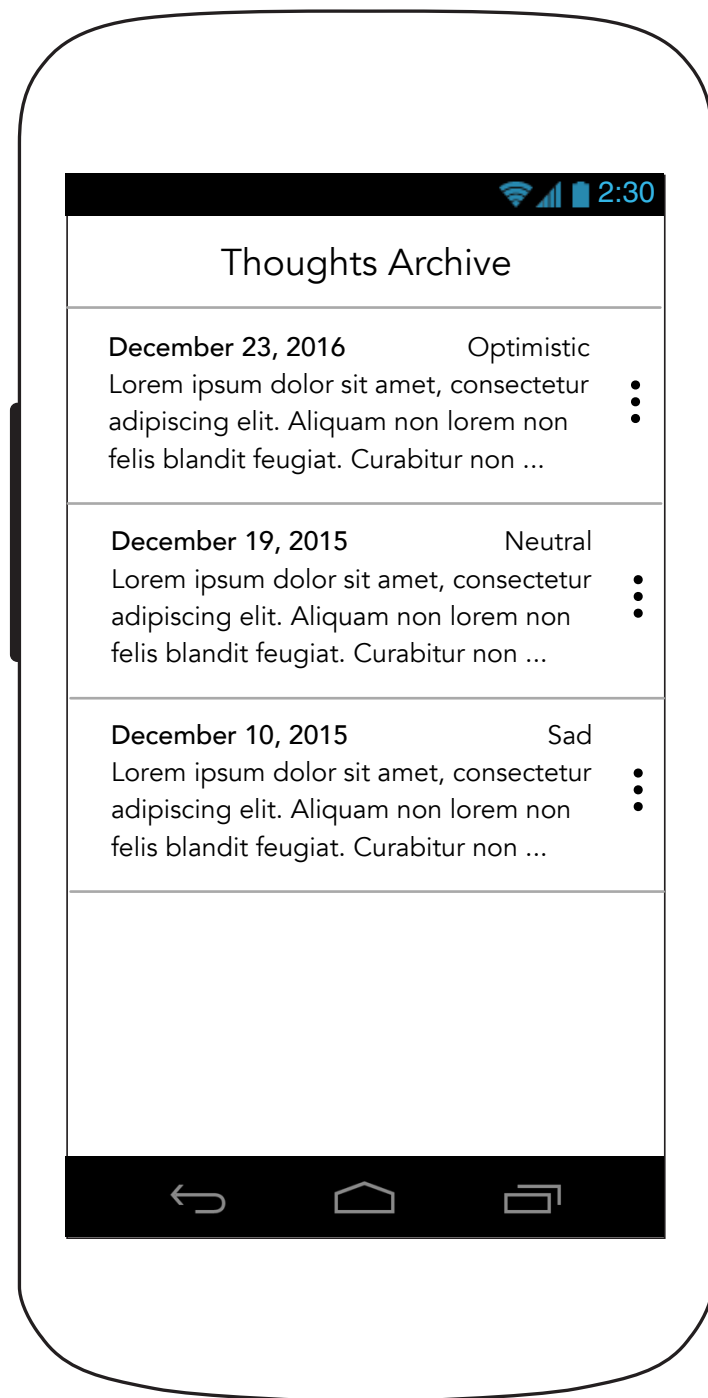 2:30
Thoughts Archive
December 23, 2016 Optimistic
Lorem ipsum dolor sit amet, consectetur
adipiscing elit. Aliquam non lorem non
felis blandit feugiat. Curabitur non ...
December 19, 2015 Neutral
Lorem ipsum dolor sit amet, consectetur
adipiscing elit. Aliquam non lorem non
felis blandit feugiat. Curabitur non ...
December 10, 2015 Sad
Lorem ipsum dolor sit amet, consectetur
adipiscing elit. Aliquam non lorem non
felis blandit feugiat. Curabitur non ...